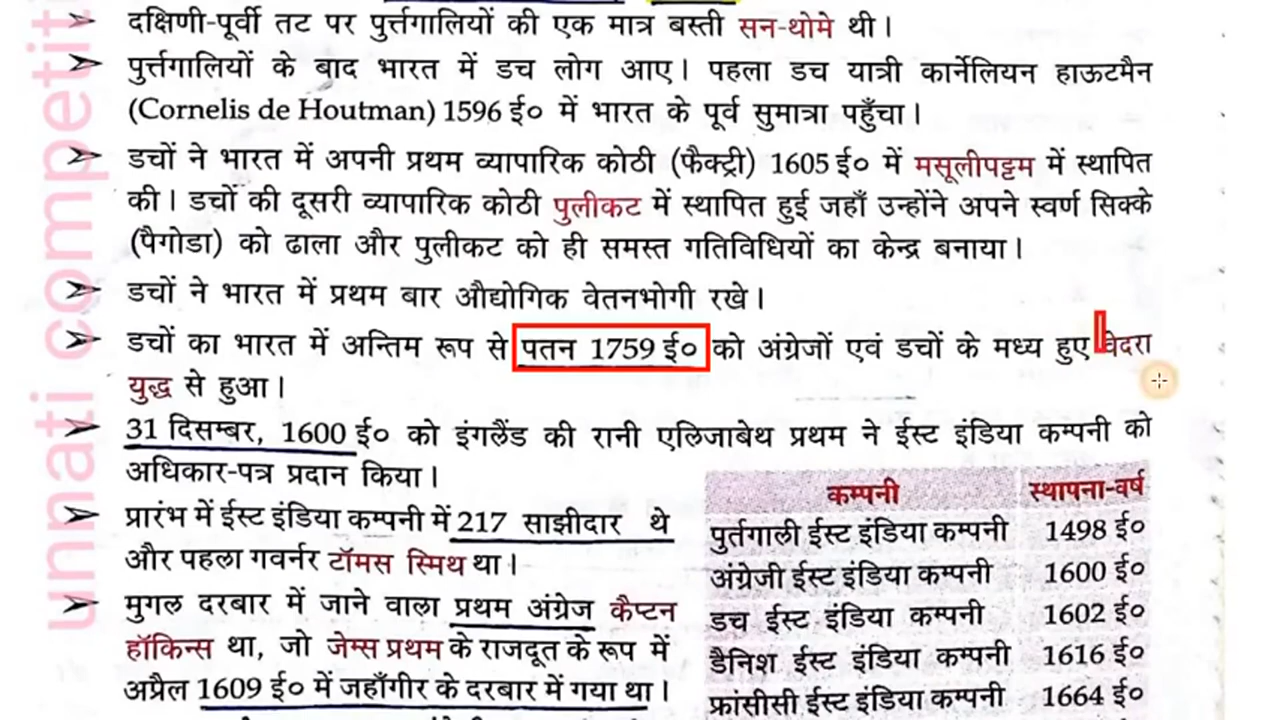 ➢ दक्षिणी-पूर्वी तट पर पुर्त्तगालियों की एक मात्र बस्ती सन-थोमे थी।
➢ पुर्त्तगालियों के बाद भारत में डच लोग आए। पहला डच यात्री कार्नेलियन हाऊटमैन
(Cornelis de Houtman) 1596 ई० में भारत के पूर्व सुमात्रा पहुँचा।
➢ डचों ने भारत में अपनी प्रथम व्यापारिक कोठी (फैक्ट्री) 1605 ई० में मसूलीपट्टम में स्थापित
की। डचों की दूसरी व्यापारिक कोठी पुलीकट में स्थापित हुई जहाँ उन्होंने अपने स्वर्ण सिक्के
(पैगोडा) को ढाला और पुलीकट को ही समस्त गतिविधियों का केन्द्र बनाया।
➢ डचों ने भारत में प्रथम बार औद्योगिक वेतनभोगी रखे।
➢ डचों का भारत में अन्तिम रूप से पतन 1759 ई० को अंग्रेजों एवं डचों के मध्य हुए वेदरा
युद्ध से हुआ।
➢ 31 दिसम्बर, 1600 ई० को इंगलैंड की रानी एलिजाबेथ प्रथम ने ईस्ट इंडिया कम्पनी को
अधिकार-पत्र प्रदान किया।
➢ प्रारंभ में ईस्ट इंडिया कम्पनी में 217 साझीदार थे
और पहला गवर्नर टॉमस स्मिथ था।
➢ मुगल दरबार में जाने वाला प्रथम अंग्रेज कैप्टन
हॉकिन्स था, जो जेम्स प्रथम के राजदूत के रूप में
अप्रैल 1609 ई० में जहाँगीर के दरबार में गया था।
कम्पनी स्थापना-वर्ष
पुर्तगाली ईस्ट इंडिया कम्पनी 1498 ई०
अंग्रेजी ईस्ट इंडिया कम्पनी 1600 ई०
डच ईस्ट इंडिया कम्पनी 1602 ई०
डैनिश ईस्ट इंडिया कम्पनी 1616 ई०
फ्रांसीसी ईस्ट इंडिया कम्पनी 1664 ई०
unnati competit